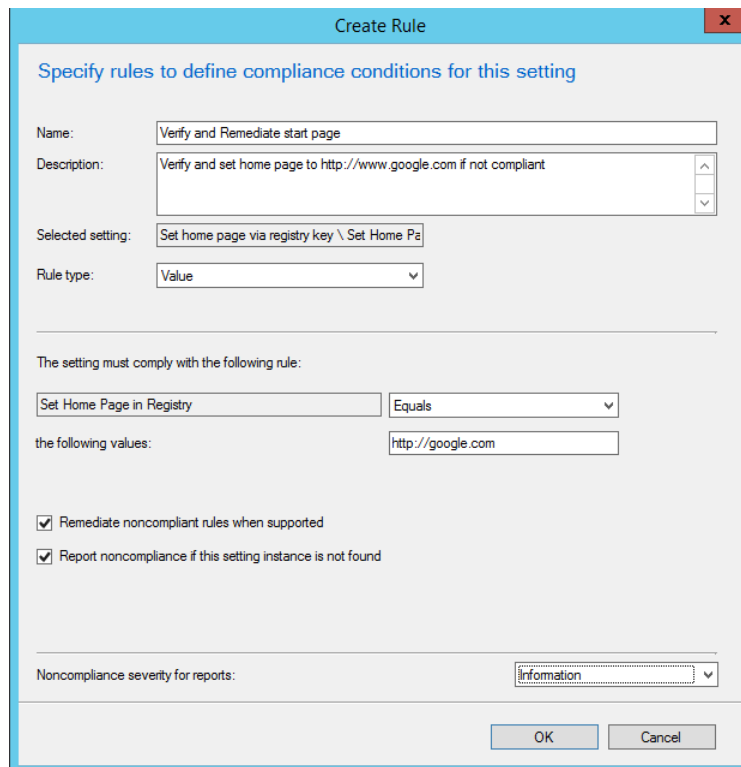 Create Rule
x
Specify rules to define compliance conditions for this setting
Name:
Verify and Remediate start page
Description:
Verify and set home page to http://www.google.com if not compliant
Selected setting:
Set home page via registry key \ Set Home Pa
Rule type:
Value
The setting must comply with the following rule:
Set Home Page in Registry
Equals
the following values:
http://google.com
Remediate noncompliant rules when supported
Report noncompliance if this setting instance is not found
Noncompliance severity for reports:
Information
OK
Cancel